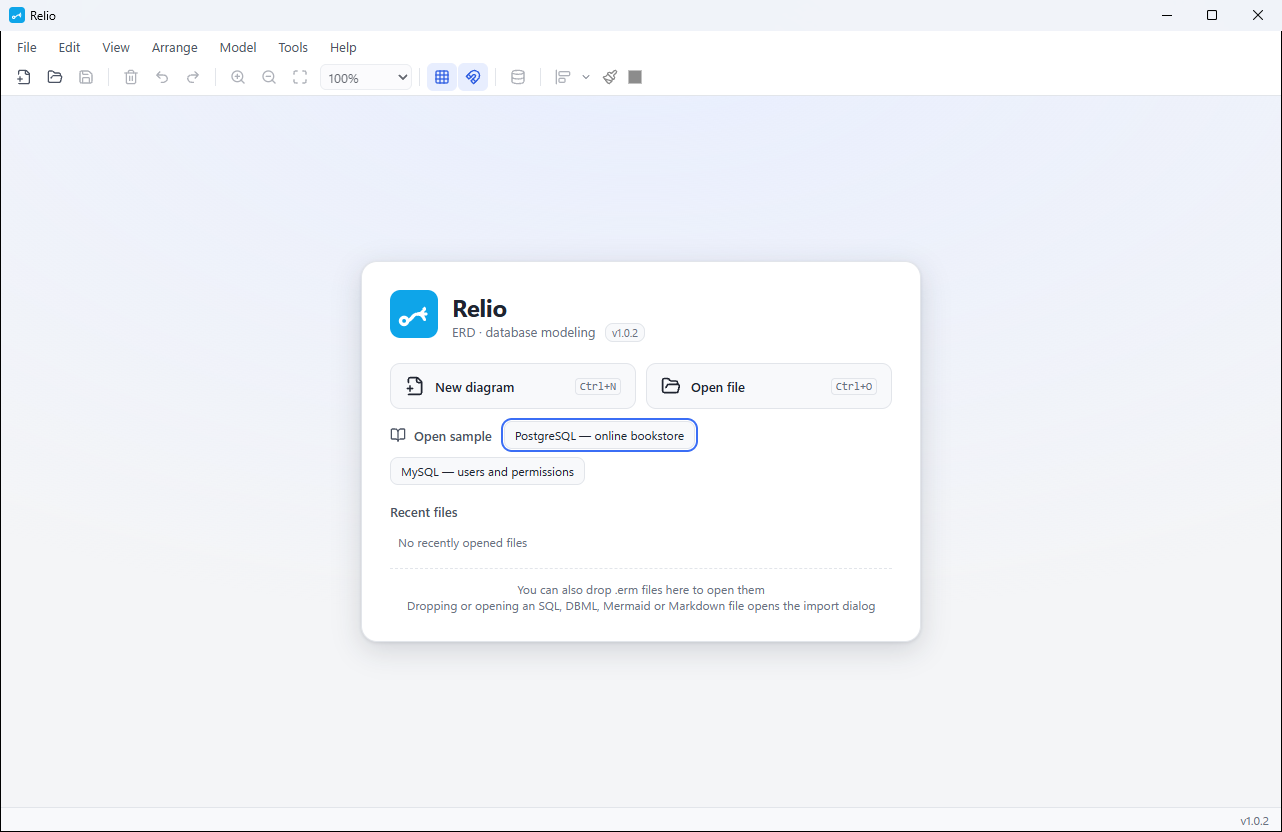 Relio
File Edit View Arrange Model Tools Help
100%
Relio
ERD · database modeling v1.0.2
New diagram Ctrl+N Open file Ctrl+O
Open sample PostgreSQL — online bookstore
MySQL — users and permissions
Recent files
No recently opened files
You can also drop .erm files here to open them
Dropping or opening an SQL, DBML, Mermaid or Markdown file opens the import dialog
v1.0.2